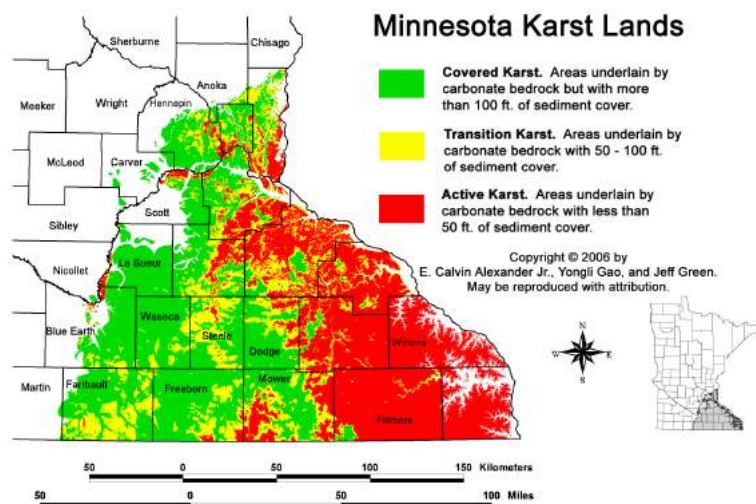 Minnesota Karst Lands
Covered Karst. Areas underlain by
carbonate bedrock but with more
than 100 ft. of sediment cover.
Transition Karst. Areas underlain by
carbonate bedrock with 50 - 100 ft.
of sediment cover.
Active Karst. Areas underlain by
carbonate bedrock with less than
50 ft. of sediment cover.
Copyright © 2006 by
E. Calvin Alexander Jr., Yongli Gao, and Jeff Green.
May be reproduced with attribution.
Sherburne
Chisago
Anoka
Meeker
Wright
Hennepin
McLeod
Carver
Scott
Sibley
Nicollet
Le Sueur
Blue Earth
Waseca
Steele
Dodge
Winona
Martin
Faribault
Freeborn
Mower
Fillmore
N
W
E
S
50 0 50 100 150 Kilometers
50 0 50 100 Miles